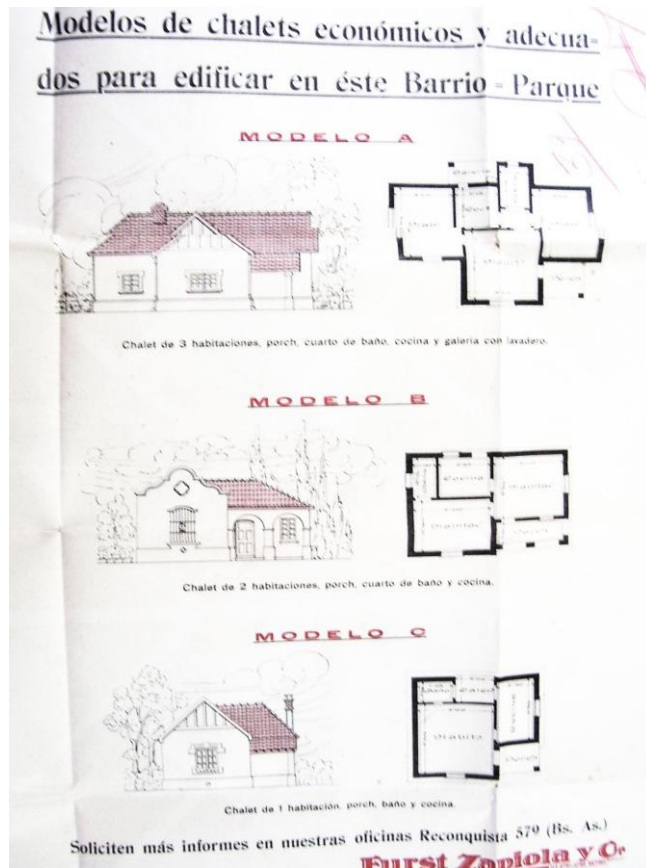 Modelos de chalets económicos y adecua-
dos para edificar en éste Barrio - Parque
MODELO A
Chalet de 3 habitaciones, porch, cuarto de baño, cocina y galería con lavadero.
MODELO B
Cocina
Chalet de 2 habitaciones, porch, cuarto de baño y cocina.
MODELO C
Chalet de 1 habitación, porch, baño y cocina.
Soliciten más informes en nuestras oficinas Reconquista 579 (Bs. As.)
Furst Zapiola y Cª